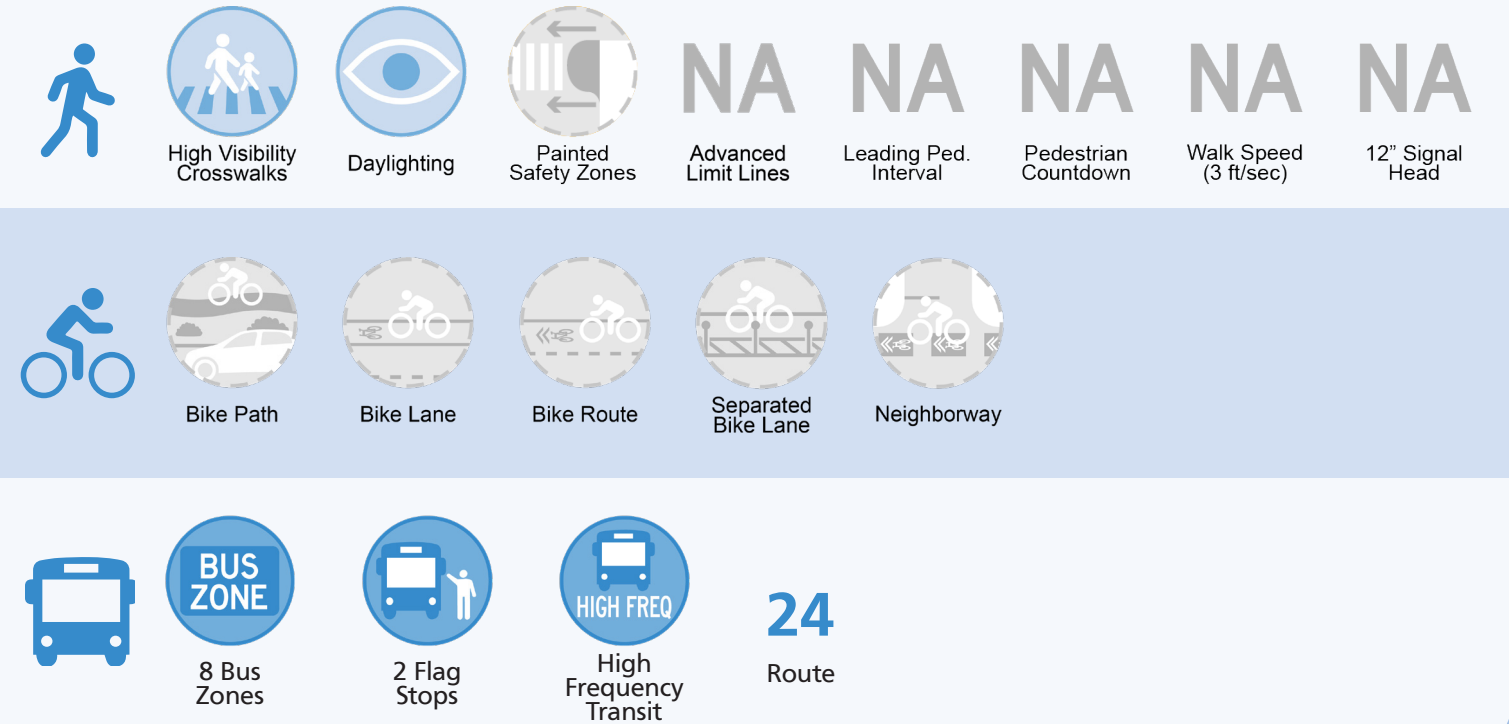 NA NA NA NA NA
High Visibility
Crosswalks
Daylighting
Painted
Safety Zones
Advanced
Limit Lines
Leading Ped.
Interval
Pedestrian
Countdown
Walk Speed
(3 ft/sec)
12” Signal
Head
Bike Path
Bike Lane
Bike Route
Separated
Bike Lane
Neighborway
BUS
ZONE
HIGH FREQ
24
8 Bus
Zones
2 Flag
Stops
High
Frequency
Transit
Route